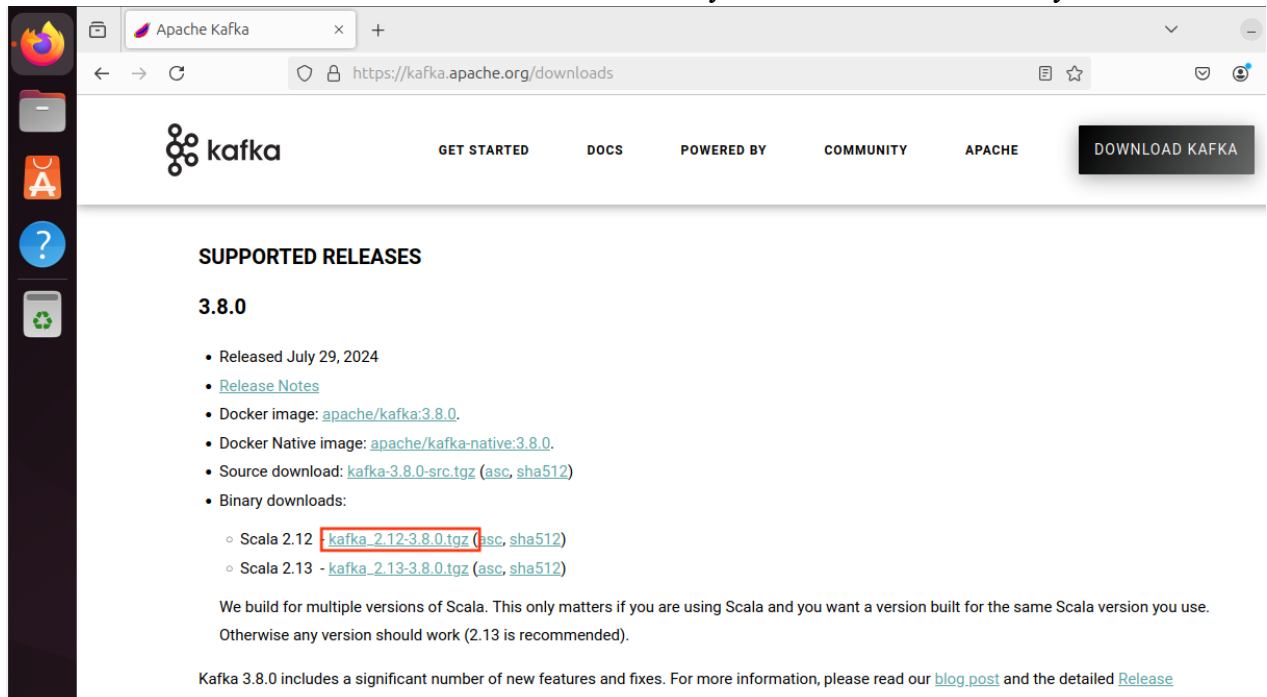 Apache Kafka
https://kafka.apache.org/downloads
kafka
GET STARTED
DOCS
POWERED BY
COMMUNITY
APACHE
DOWNLOAD KAFKA
SUPPORTED RELEASES
3.8.0
• Released July 29, 2024
• Release Notes
• Docker image: apache/kafka:3.8.0.
• Docker Native image: apache/kafka-native:3.8.0.
• Source download: kafka-3.8.0-src.tgz (asc, sha512)
• Binary downloads:
◦ Scala 2.12 - kafka_2.12-3.8.0.tgz (asc, sha512)
◦ Scala 2.13 - kafka_2.13-3.8.0.tgz (asc, sha512)
We build for multiple versions of Scala. This only matters if you are using Scala and you want a version built for the same Scala version you use.
Otherwise any version should work (2.13 is recommended).
Kafka 3.8.0 includes a significant number of new features and fixes. For more information, please read our blog post and the detailed Release